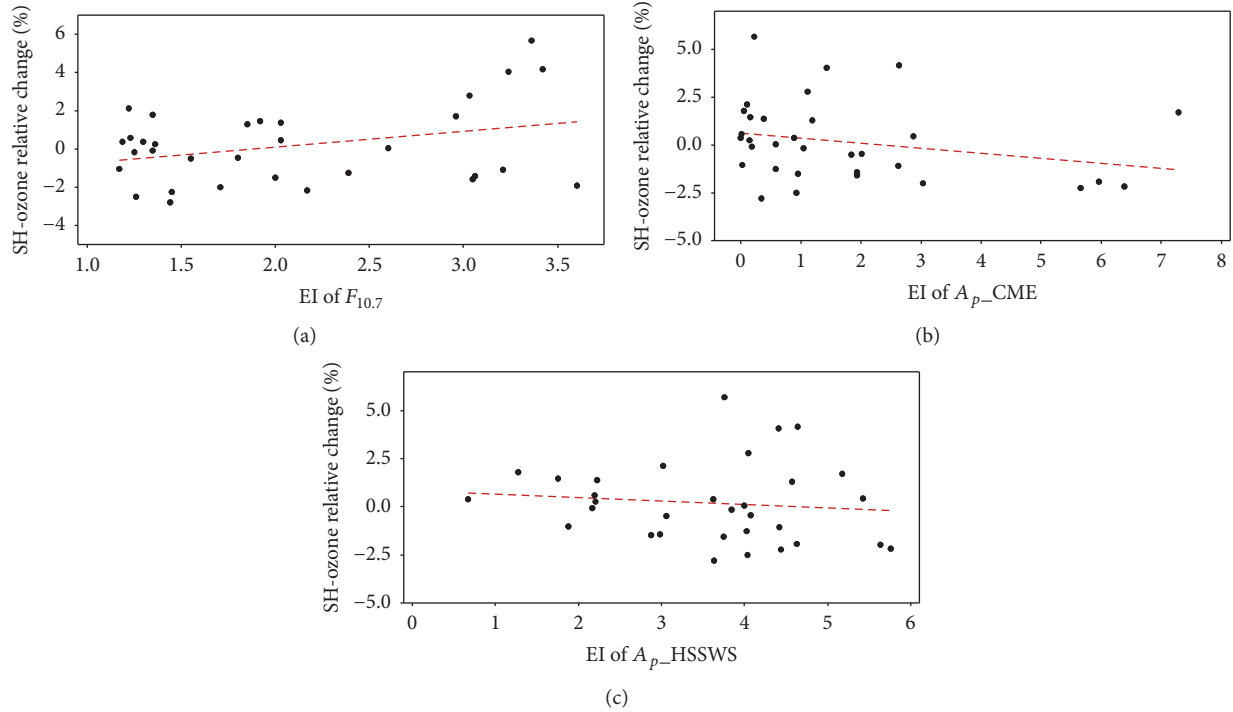 SH-ozone relative change (%)
6
4
2
0
−2
−4
1.0 1.5 2.0 2.5 3.0 3.5
EI of F10.7
(a)
SH-ozone relative change (%)
5.0
2.5
0.0
−2.5
−5.0
0 1 2 3 4 5 6 7 8
EI of Ap_CME
(b)
SH-ozone relative change (%)
5.0
2.5
0.0
−2.5
−5.0
0 1 2 3 4 5 6
EI of Ap_HSSWS
(c)